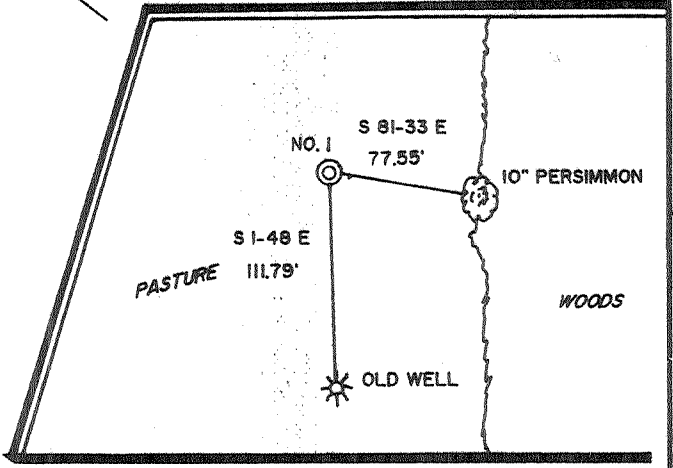 S 81-33 E
NO. 1
77.55'
10" PERSIMMON
S 1-48 E
111.79'
PASTURE
WOODS
OLD WELL